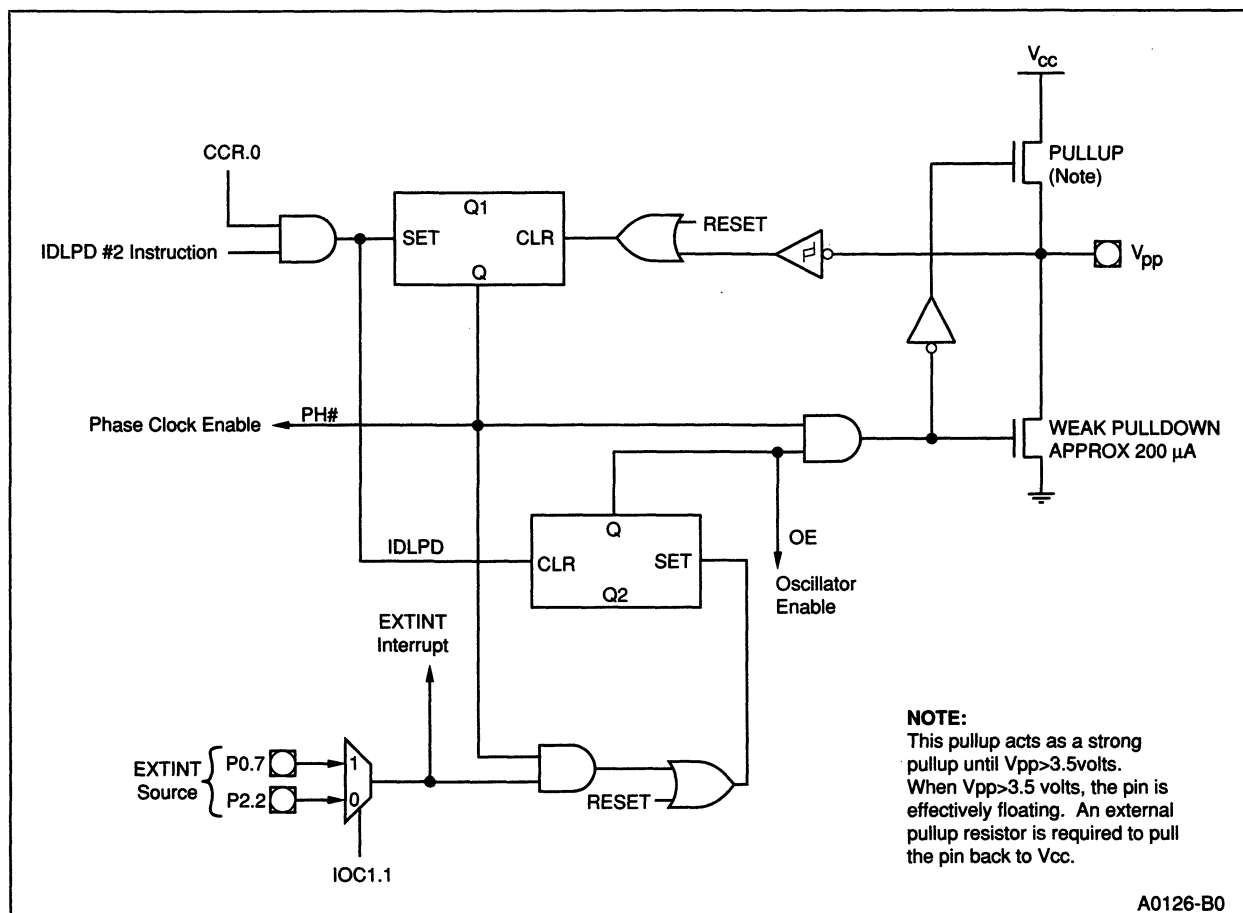 Vcc
CCR.0
PULLUP
(Note)
Q1
RESET
SET
CLR
IDLPD #2 Instruction
Q
Vpp
Phase Clock Enable
PH#
WEAK PULLDOWN
APPROX 200 µA
Q
OE
IDLPD
CLR
SET
Q2
Oscillator
Enable
EXTINT
Interrupt
EXTINT
Source
P0.7
1
P2.2
0
RESET
IOC1.1
NOTE:
This pullup acts as a strong
pullup until Vpp>3.5volts.
When Vpp>3.5 volts, the pin is
effectively floating. An external
pullup resistor is required to pull
the pin back to Vcc.
A0126-B0